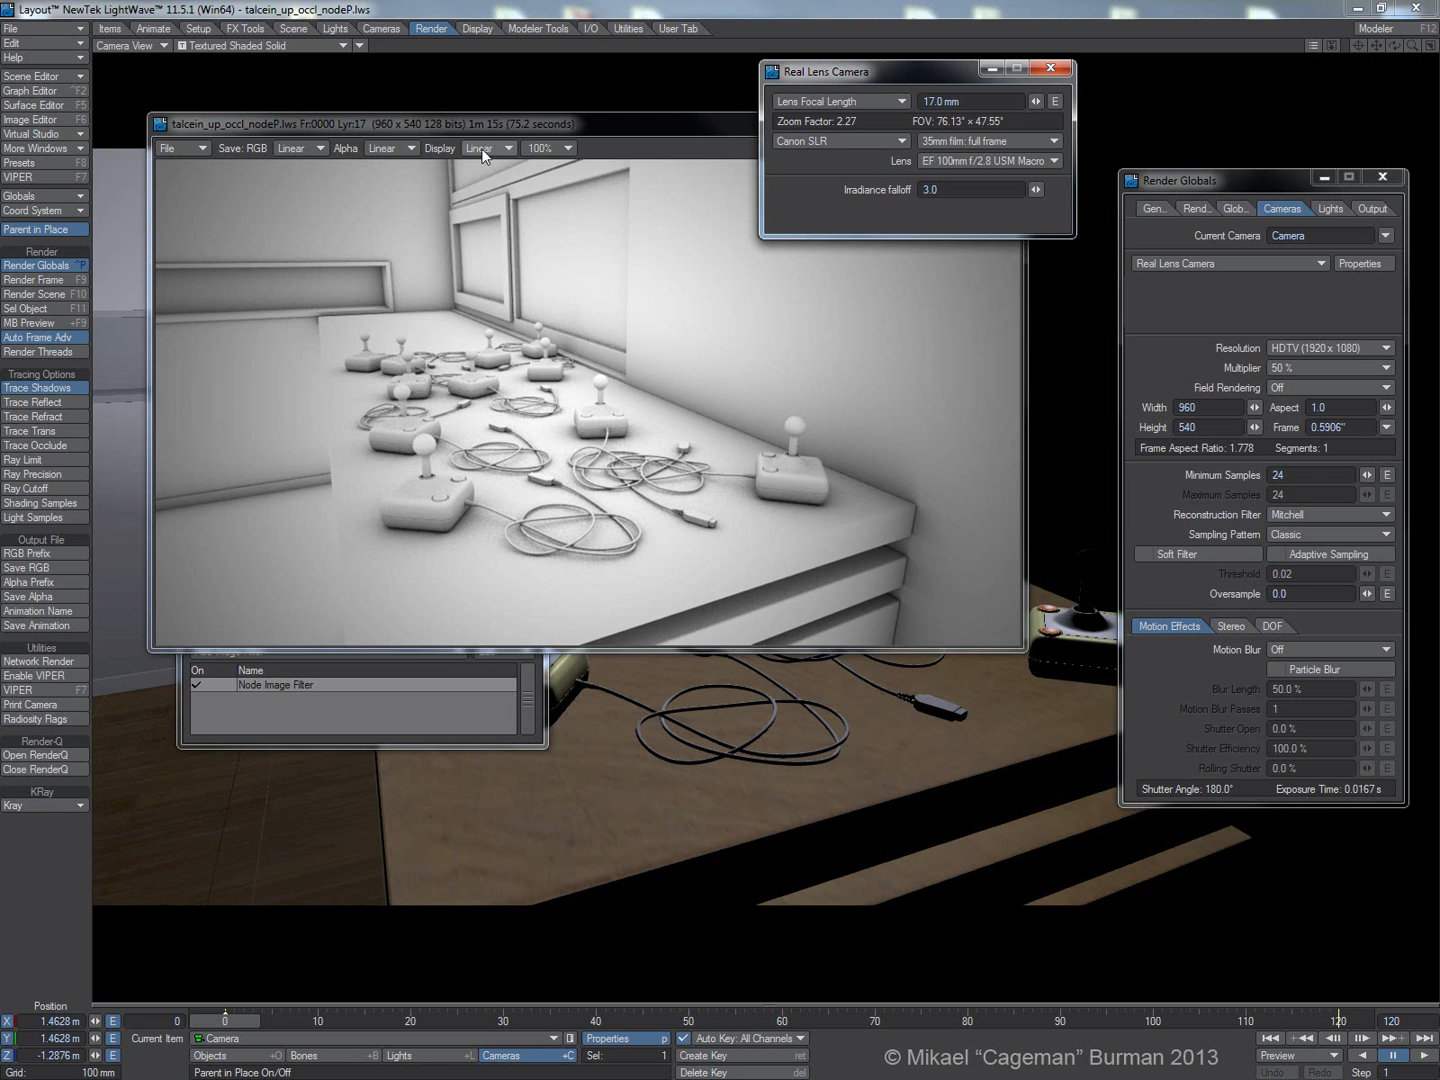 Layout™ NewTek LightWave™ 11.5.1 (Win64) - talcein_up_occl_nodeP.lws
File Items Animate Setup FX Tools Scene Lights Cameras Render Display Modeler Tools I/O Utilities User Tab Modeler F12
Edit Camera View Textured Shaded Solid
Help
Scene Editor
Graph Editor ^F2
Surface Editor F5
Image Editor F6
Virtual Studio
More Windows
Presets F8
VIPER F7
Globals
Coord System
Parent in Place
Render
Render Globals ^P
Render Frame F9
Render Scene F10
Sel Object F11
MB Preview +F9
Auto Frame Adv
Render Threads
Tracing Options
Trace Shadows
Trace Reflect
Trace Refract
Trace Trans
Trace Occlude
Ray Limit
Ray Precision
Ray Cutoff
Shading Samples
Light Samples
Output File
RGB Prefix
Save RGB
Alpha Prefix
Save Alpha
Animation Name
Save Animation
Utilities
Network Render
Enable VIPER
VIPER F7
Print Camera
Radiosity Flags
Render-Q
Open RenderQ
Close RenderQ
KRay
Kray
talcein_up_occl_nodeP.lws Fr:0000 Lyr:17 (960 x 540 128 bits) 1m 15s (75.2 seconds)
File Save: RGB Linear Alpha Linear Display Linear 100%
On Name
Node Image Filter
Real Lens Camera
Lens Focal Length 17.0 mm E
Zoom Factor: 2.27 FOV: 76.13° × 47.55°
Canon SLR 35mm film: full frame
Lens EF 100mm f/2.8 USM Macro
Irradiance falloff 3.0
Render Globals
Gen... Rend... Glob... Cameras Lights Output
Current Camera Camera
Real Lens Camera Properties
Resolution HDTV (1920 x 1080)
Multiplier 50 %
Field Rendering Off
Width 960 Aspect 1.0
Height 540 Frame 0.5906"
Frame Aspect Ratio: 1.778 Segments: 1
Minimum Samples 24 E
Maximum Samples 24 E
Reconstruction Filter Mitchell
Sampling Pattern Classic
Soft Filter Adaptive Sampling
Threshold 0.02 E
Oversample 0.0 E
Motion Effects Stereo DOF
Motion Blur Off
Particle Blur
Blur Length 50.0 % E
Motion Blur Passes 1 E
Shutter Open 0.0 % E
Shutter Efficiency 100.0 % E
Rolling Shutter 0.0 % E
Shutter Angle: 180.0° Exposure Time: 0.0167 s
Position
X 1.4628 m E 0 0 10 20 30 40 50 60 70 80 90 100 110 120 120
Y 1.4628 m E Current Item Camera Properties p Auto Key: All Channels
Z -1.2876 m E Objects +O Bones +B Lights +L Cameras +C Sel: 1 Create Key ret Preview
Grid: 100 mm Parent in Place On/Off Delete Key del Undo Redo Step 1
© Mikael “Cageman” Burman 2013